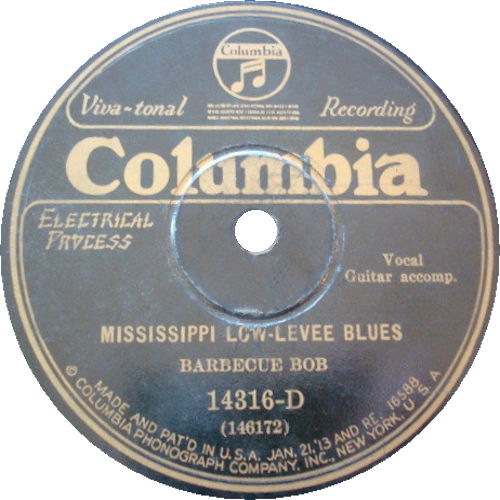 Columbia
Viva-tonal Recording
Columbia
ELECTRICAL
PROCESS
Vocal
Guitar accomp.
MISSISSIPPI LOW-LEVEE BLUES
BARBECUE BOB
14316-D
(146172)
MADE AND PAT'D IN U.S.A. JAN, 21,'13 AND RE- 16588
© COLUMBIA PHONOGRAPH COMPANY, INC., NEW YORK, U. S. A